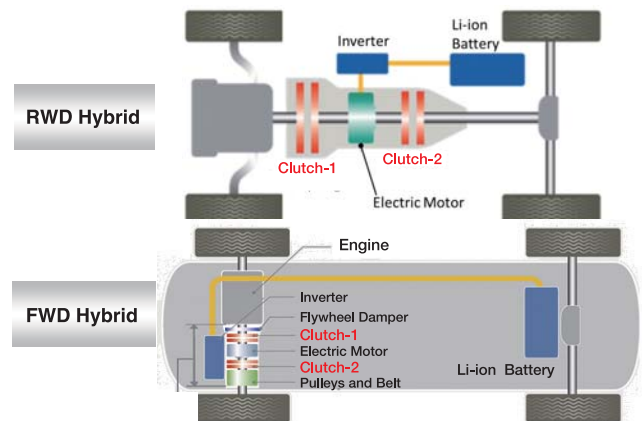 Li-ion
Battery
Inverter
RWD Hybrid
Clutch-1
Clutch-2
Electric Motor
Engine
Inverter
FWD Hybrid
Flywheel Damper
Clutch-1
Electric Motor
Clutch-2
Li-ion Battery
Pulleys and Belt